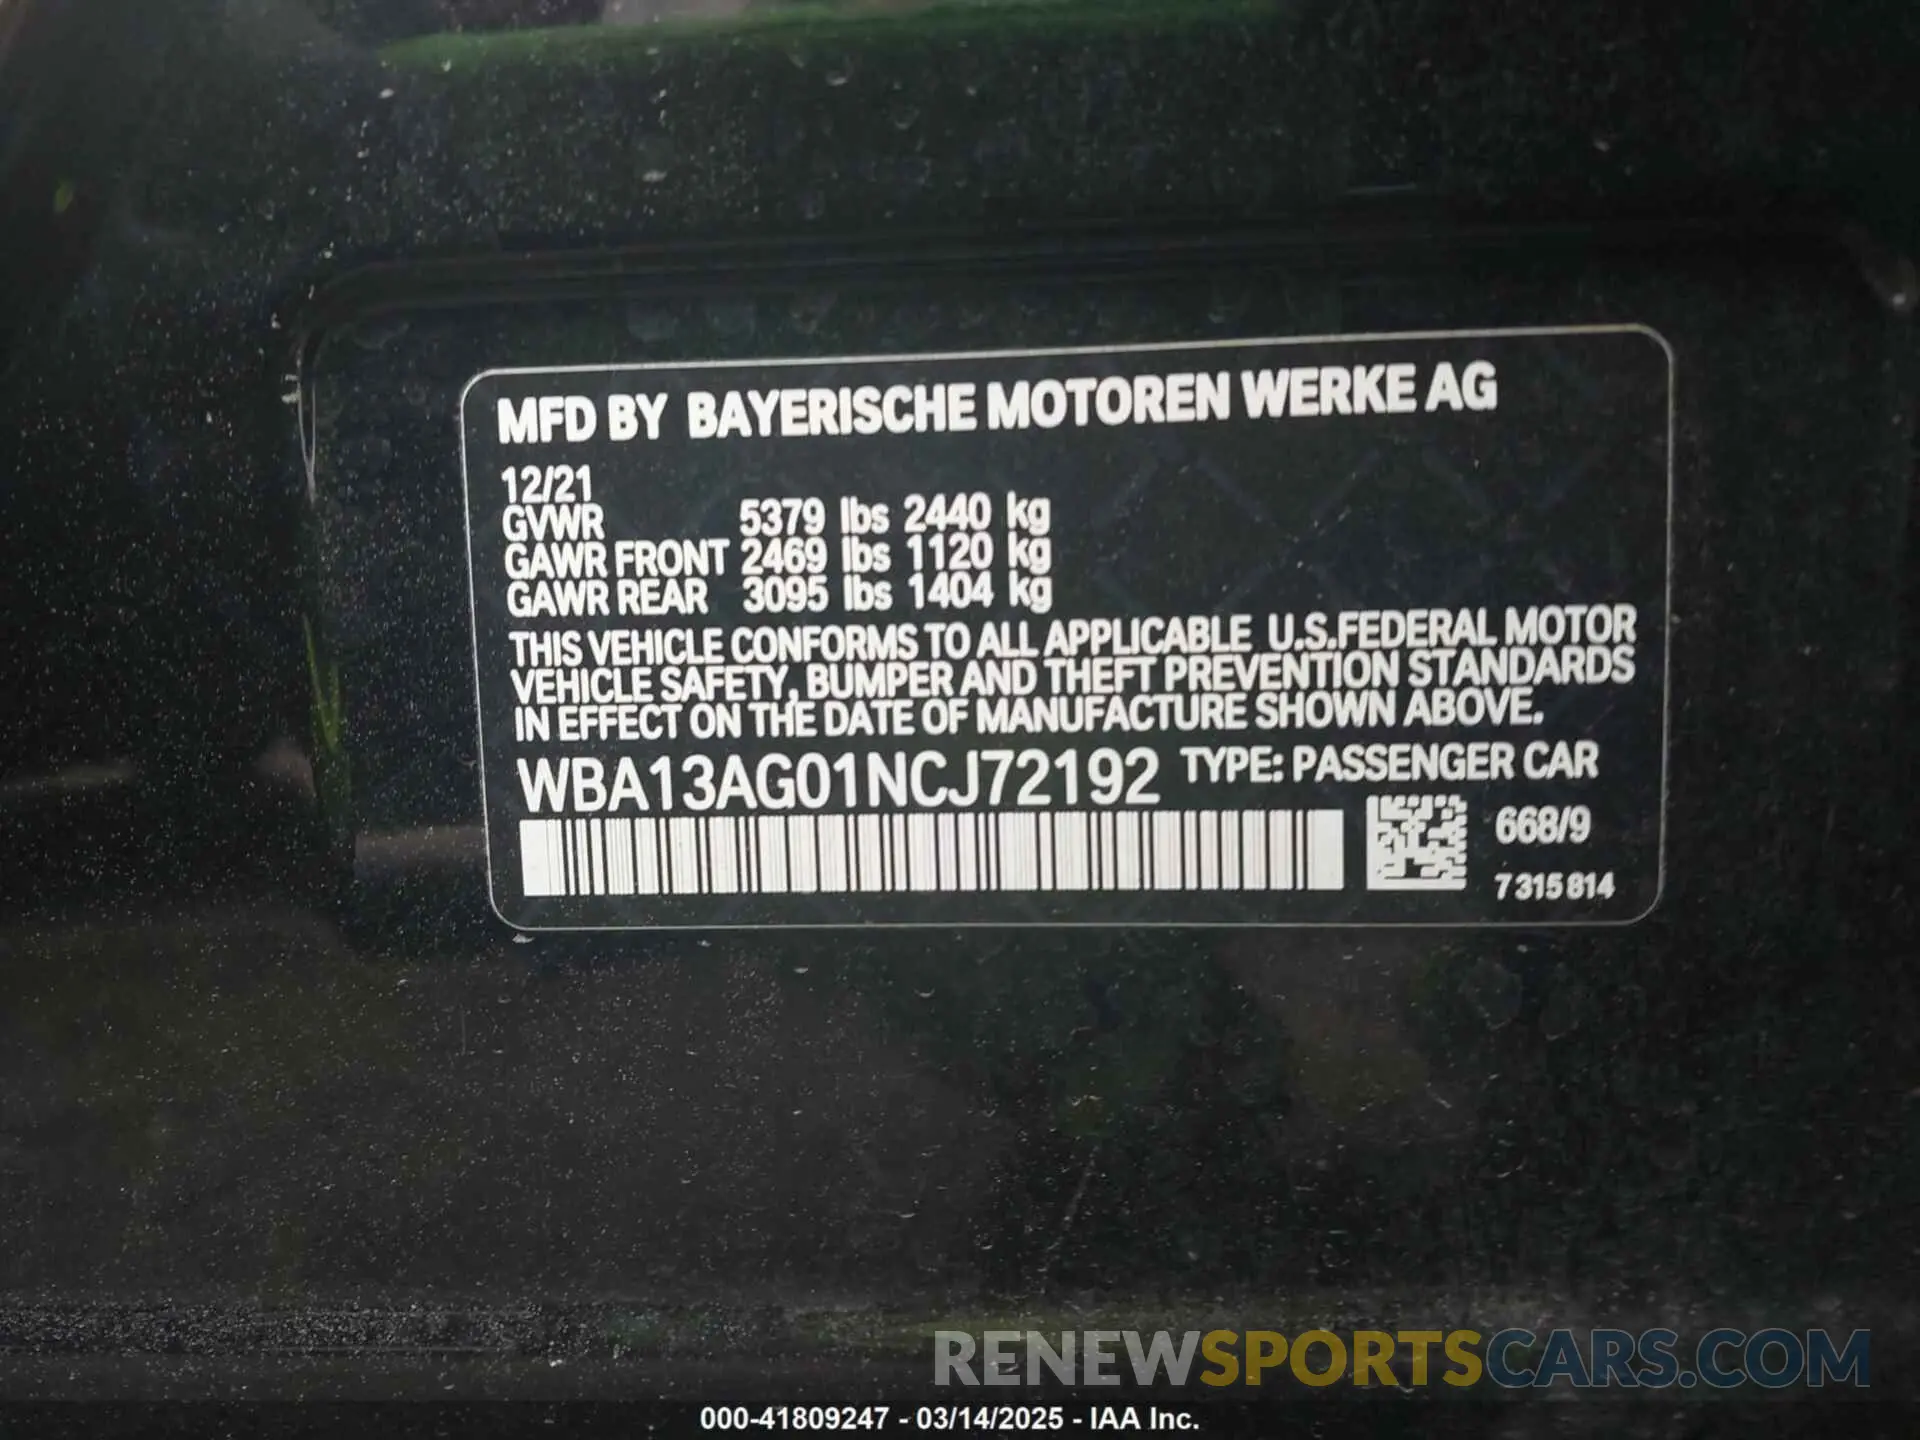 MFD BY BAYERISCHE MOTOREN WERKE AG
12/21
GVWR 5379 lbs 2440 kg
GAWR FRONT 2469 lbs 1120 kg
GAWR REAR 3095 lbs 1404 kg
THIS VEHICLE CONFORMS TO ALL APPLICABLE U.S.FEDERAL MOTOR
VEHICLE SAFETY, BUMPER AND THEFT PREVENTION STANDARDS
IN EFFECT ON THE DATE OF MANUFACTURE SHOWN ABOVE.
WBA13AG01NCJ72192 TYPE: PASSENGER CAR
668/9
7 315 814
RENEWSPORTSCARS.COM
000-41809247 - 03/14/2025 - IAA Inc.